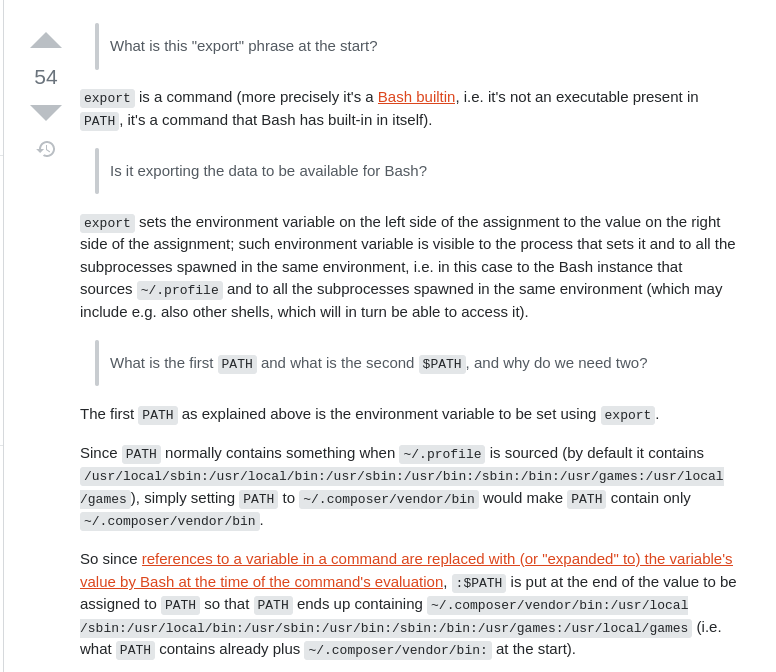 What is this "export" phrase at the start?
54
export is a command (more precisely it's a Bash builtin, i.e. it's not an executable present in
PATH, it's a command that Bash has built-in in itself).
Is it exporting the data to be available for Bash?
export sets the environment variable on the left side of the assignment to the value on the right
side of the assignment; such environment variable is visible to the process that sets it and to all the
subprocesses spawned in the same environment, i.e. in this case to the Bash instance that
sources ~/.profile and to all the subprocesses spawned in the same environment (which may
include e.g. also other shells, which will in turn be able to access it).
What is the first PATH and what is the second $PATH, and why do we need two?
The first PATH as explained above is the environment variable to be set using export.
Since PATH normally contains something when ~/.profile is sourced (by default it contains
/usr/local/sbin:/usr/local/bin:/usr/sbin:/usr/bin:/sbin:/bin:/usr/games:/usr/local
/games), simply setting PATH to ~/.composer/vendor/bin would make PATH contain only
~/.composer/vendor/bin.
So since references to a variable in a command are replaced with (or "expanded" to) the variable's
value by Bash at the time of the command's evaluation, :$PATH is put at the end of the value to be
assigned to PATH so that PATH ends up containing ~/.composer/vendor/bin:/usr/local
/sbin:/usr/local/bin:/usr/sbin:/usr/bin:/sbin:/bin:/usr/games:/usr/local/games (i.e.
what PATH contains already plus ~/.composer/vendor/bin: at the start).